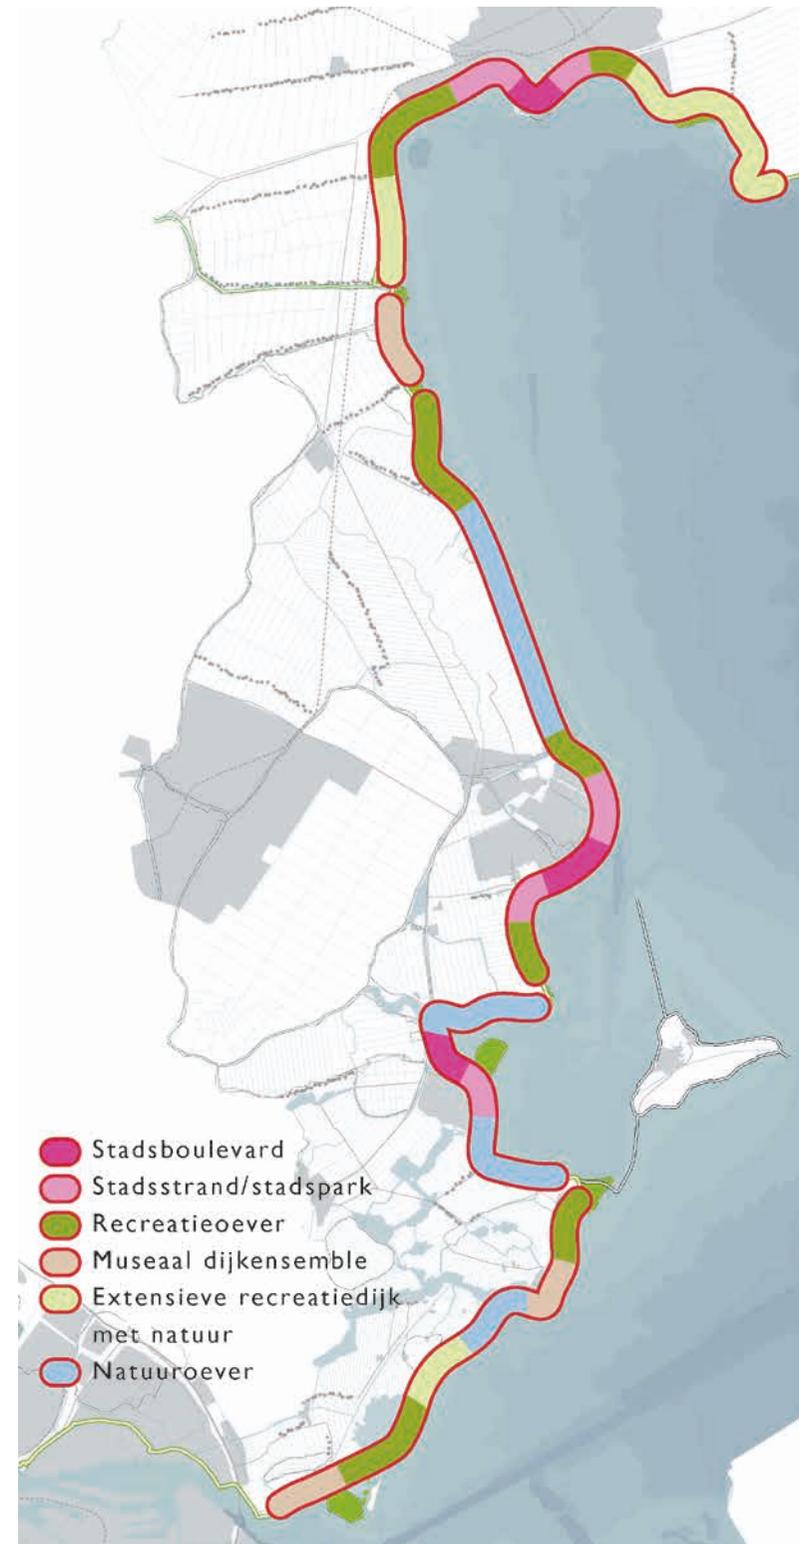 Stadsboulevard
Stadsstrand/stadspark
Recreatieoever
Museaal dijkensemble
Extensieve recreatiedijk
met natuur
Natuuroever